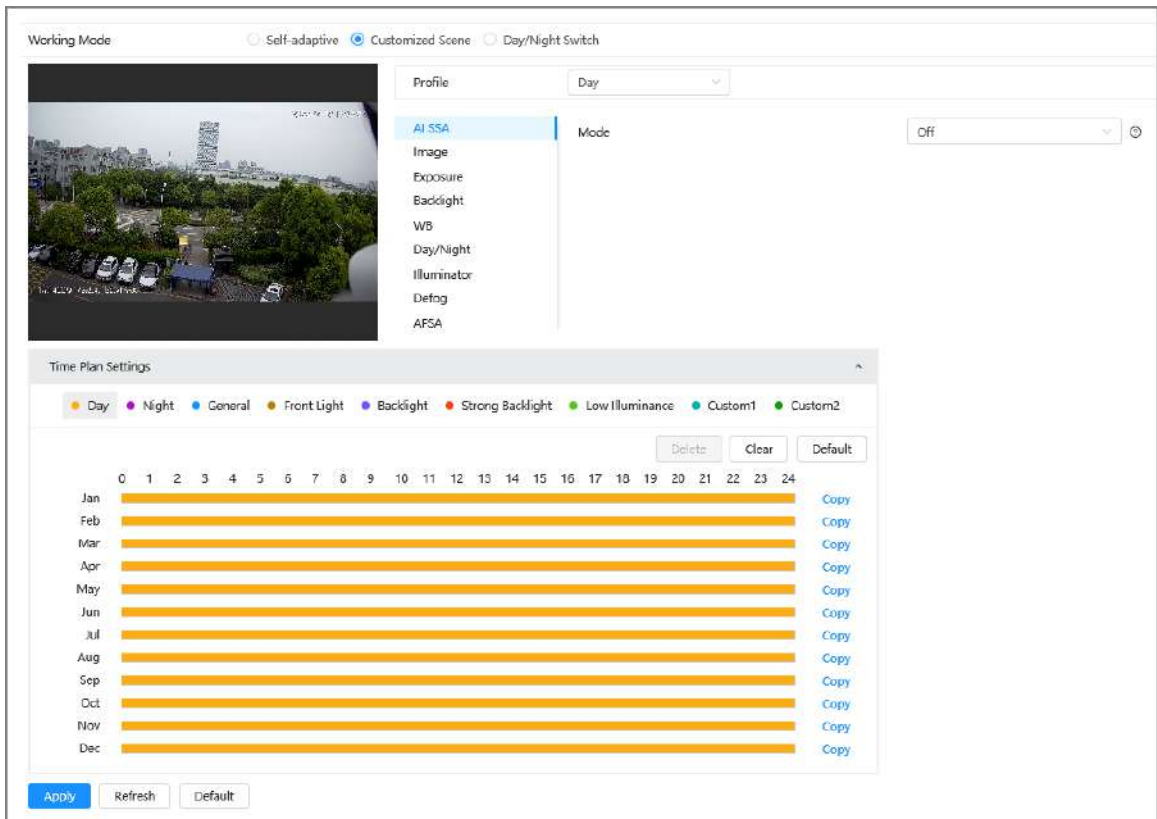 Working Mode Self-adaptive Customized Scene Day/Night Switch
Profile Day
AI SSA Mode Off
Image
Exposure
Backlight
WB
Day/Night
Illuminator
Defog
AFSA
Time Plan Settings
Day Night General Front Light Backlight Strong Backlight Low Illuminance Custom1 Custom2
Delete Clear Default
0 1 2 3 4 5 6 7 8 9 10 11 12 13 14 15 16 17 18 19 20 21 22 23 24
Jan Copy
Feb Copy
Mar Copy
Apr Copy
May Copy
Jun Copy
Jul Copy
Aug Copy
Sep Copy
Oct Copy
Nov Copy
Dec Copy
Apply Refresh Default